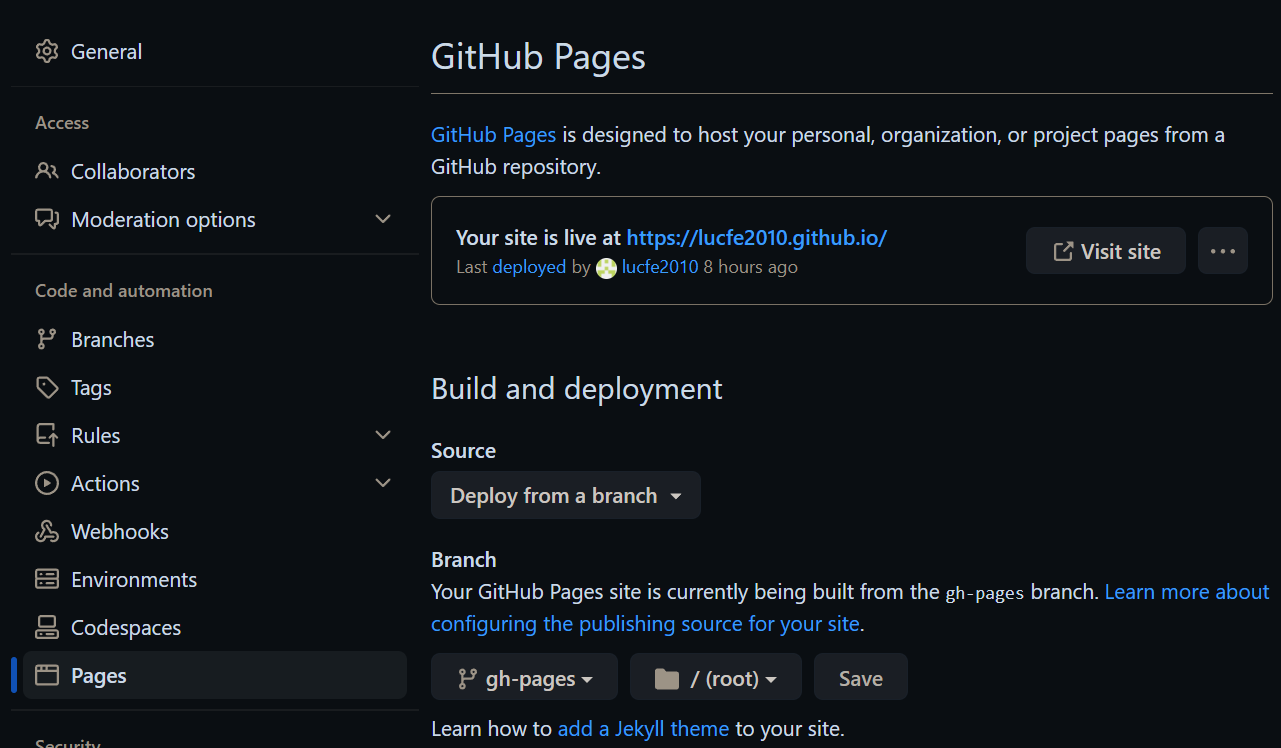 General
Access
Collaborators
Moderation options
Code and automation
Branches
Tags
Rules
Actions
Webhooks
Environments
Codespaces
Pages
Security
GitHub Pages
GitHub Pages is designed to host your personal, organization, or project pages from a
GitHub repository.
Your site is live at https://lucfe2010.github.io/
Last deployed by lucfe2010 8 hours ago
Visit site
Build and deployment
Source
Deploy from a branch
Branch
Your GitHub Pages site is currently being built from the gh-pages branch. Learn more about
configuring the publishing source for your site.
gh-pages
/ (root)
Save
Learn how to add a Jekyll theme to your site.